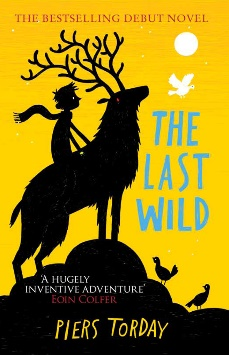 THE BESTSELLING DEBUT NOVEL
THE
LAST
WILD
'A HUGELY
INVENTIVE ADVENTURE'
EOIN COLFER
PIERS TORDAY